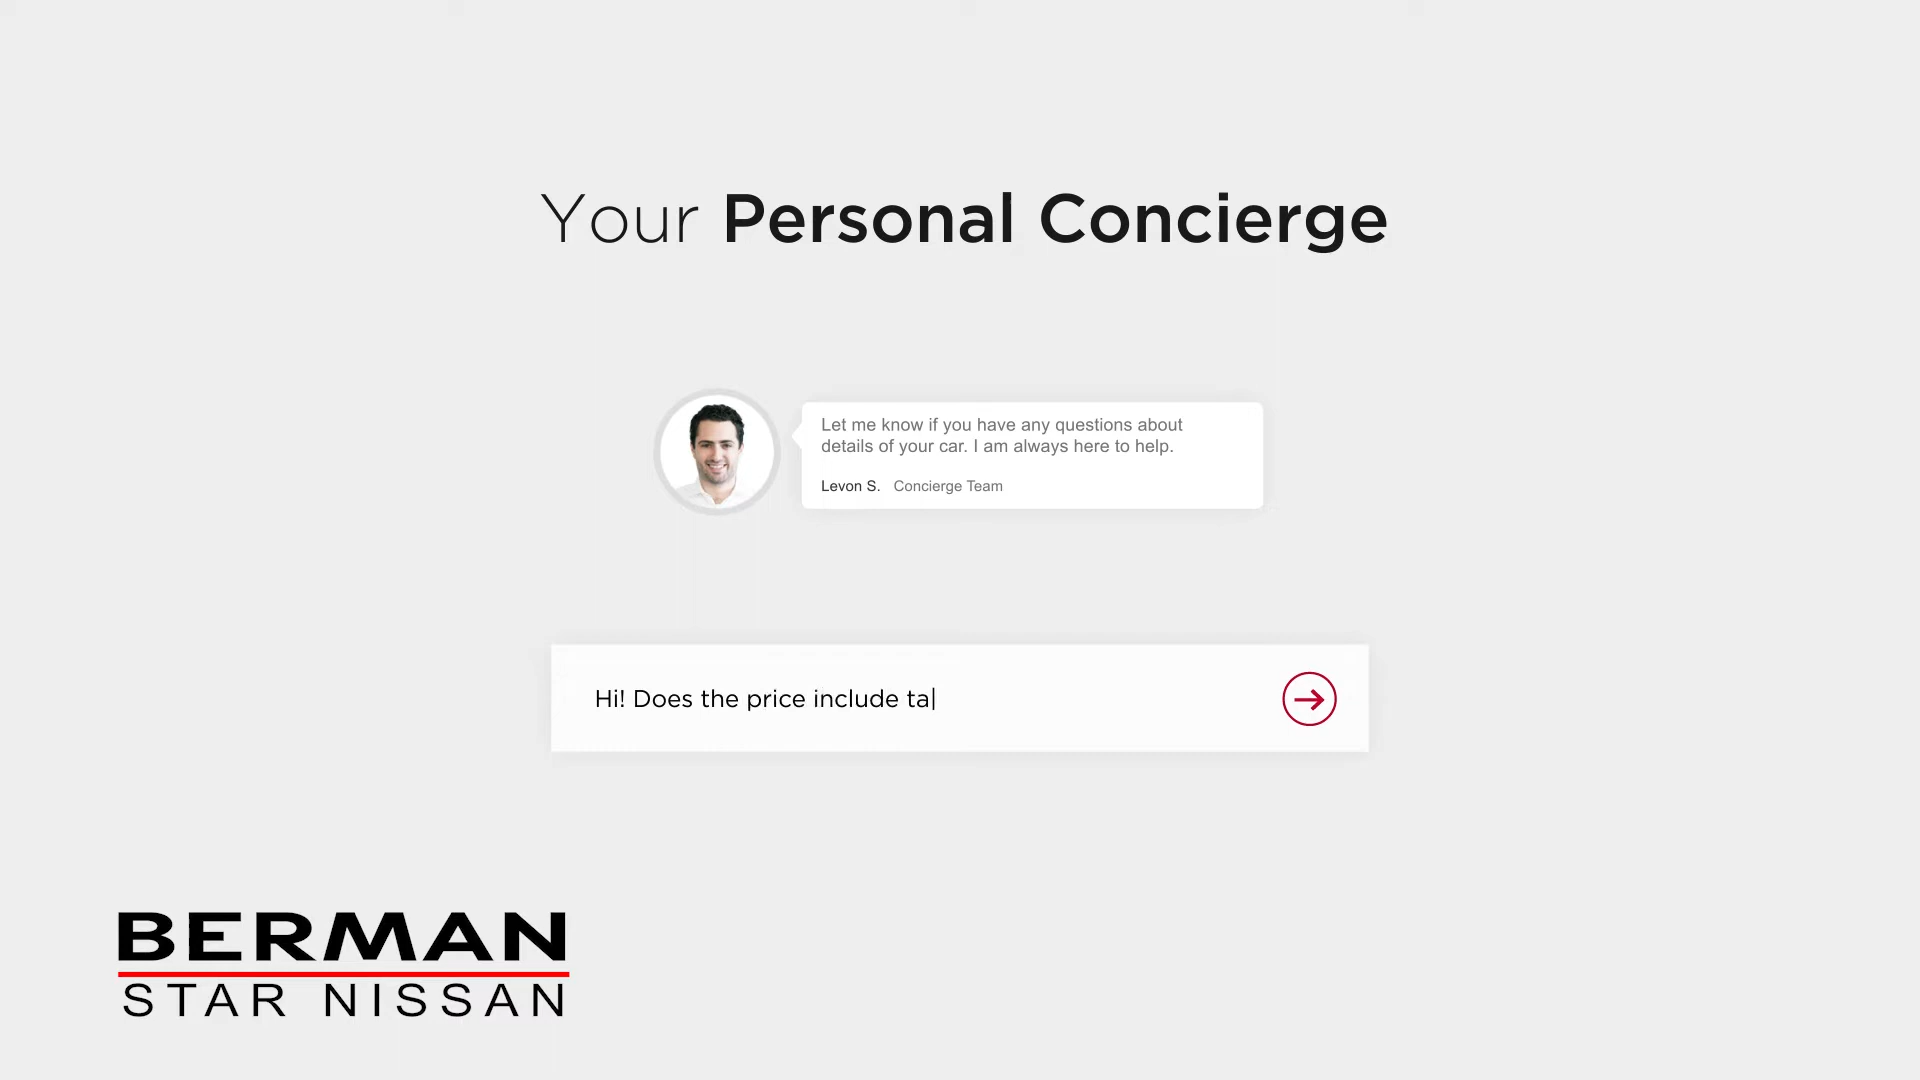 Your Personal Concierge
Let me know if you have any questions about
details of your car. I am always here to help.
Levon S. Concierge Team
Hi! Does the price include ta
BERMAN
STAR NISSAN